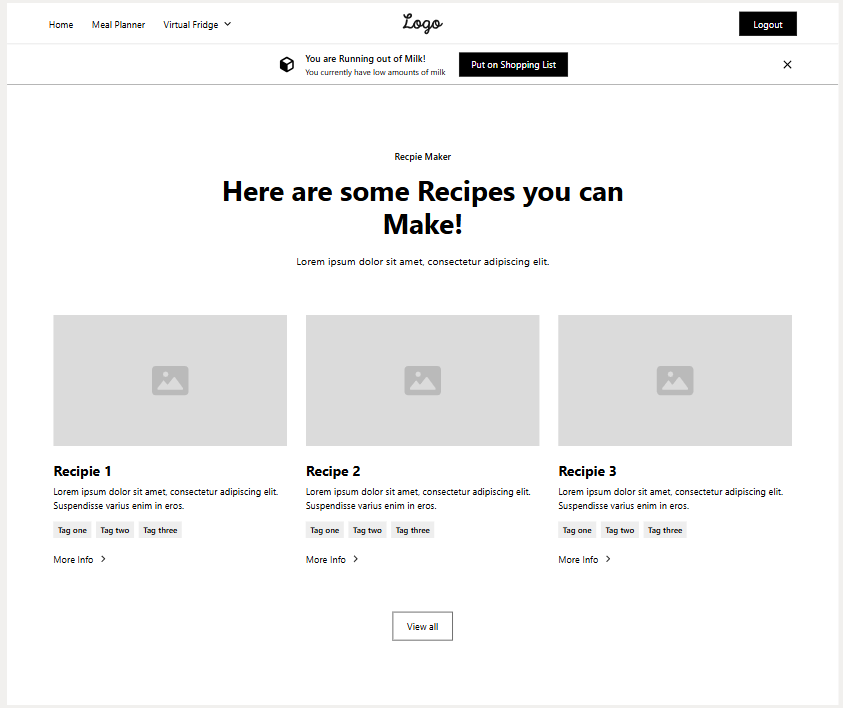 Home Meal Planner Virtual Fridge
Logo
Logout
You are Running out of Milk!
You currently have low amounts of milk
Put on Shopping List
Recpie Maker
Here are some Recipes you can
Make!
Lorem ipsum dolor sit amet, consectetur adipiscing elit.
Recipie 1
Lorem ipsum dolor sit amet, consectetur adipiscing elit.
Suspendisse varius enim in eros.
Tag one Tag two Tag three
More Info
Recipe 2
Lorem ipsum dolor sit amet, consectetur adipiscing elit.
Suspendisse varius enim in eros.
Tag one Tag two Tag three
More Info
Recipie 3
Lorem ipsum dolor sit amet, consectetur adipiscing elit.
Suspendisse varius enim in eros.
Tag one Tag two Tag three
More Info
View all